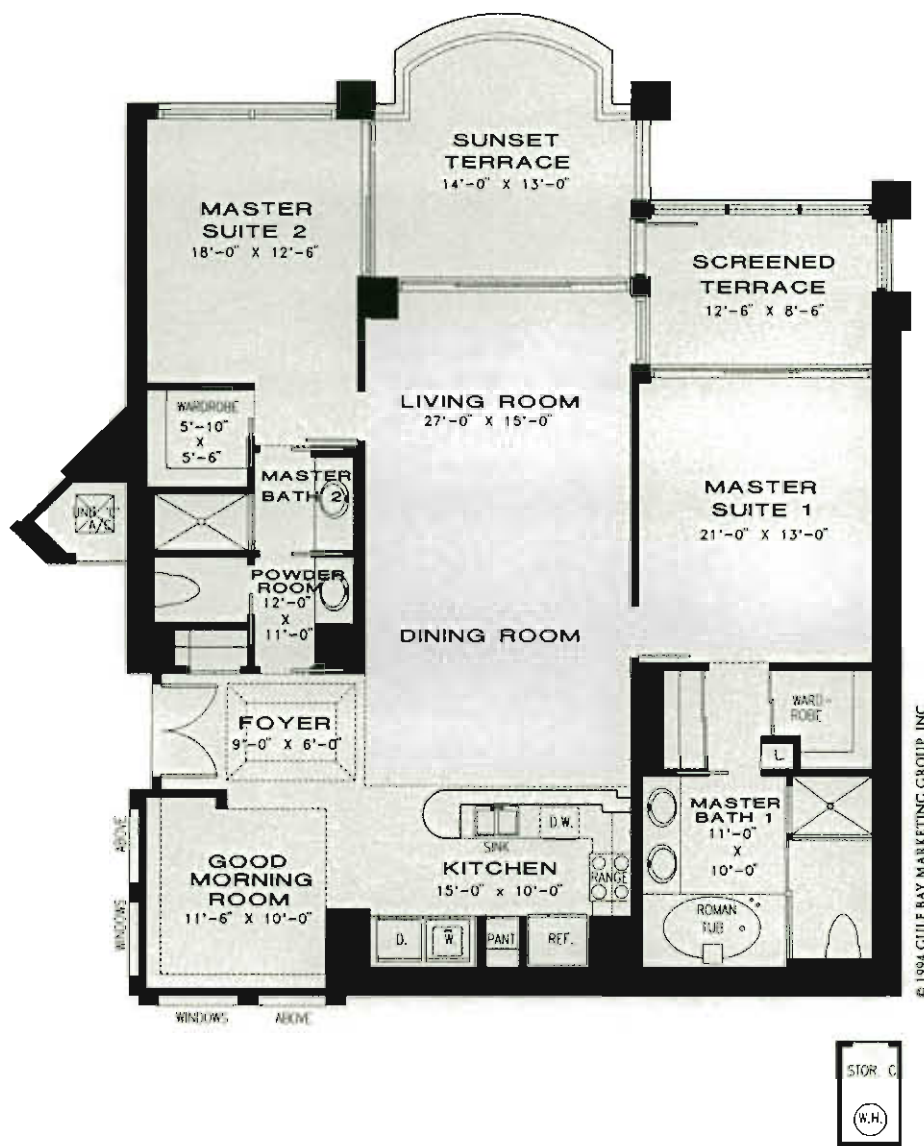 SUNSET
TERRACE
14'-0" X 13'-0"
MASTER
SUITE 2
18'-0" X 12'-6"
SCREENED
TERRACE
12'-6" X 8'-6"
WARDROBE
5'-10"
X
5'-6"
LIVING ROOM
27'-0" X 15'-0"
MASTER
BATH 2
MASTER
SUITE 1
21'-0" X 13'-0"
A/C
POWDER
ROOM
12'-0"
X
11'-0"
DINING ROOM
FOYER
9'-0" X 6'-0"
WARD-
ROBE
L
MASTER
BATH 1
11'-0"
X
10'-0"
D.W.
SINK
KITCHEN
15'-0" X 10'-0"
RANGE
GOOD
MORNING
ROOM
11'-6" X 10'-0"
ABOVE
WINDOWS
ROMAN
TUB
D.
W.
PANT
REF.
WINDOWS
ABOVE
© 1994 GULF BAY MARKETING GROUP, INC.
STOR. C
W.H.